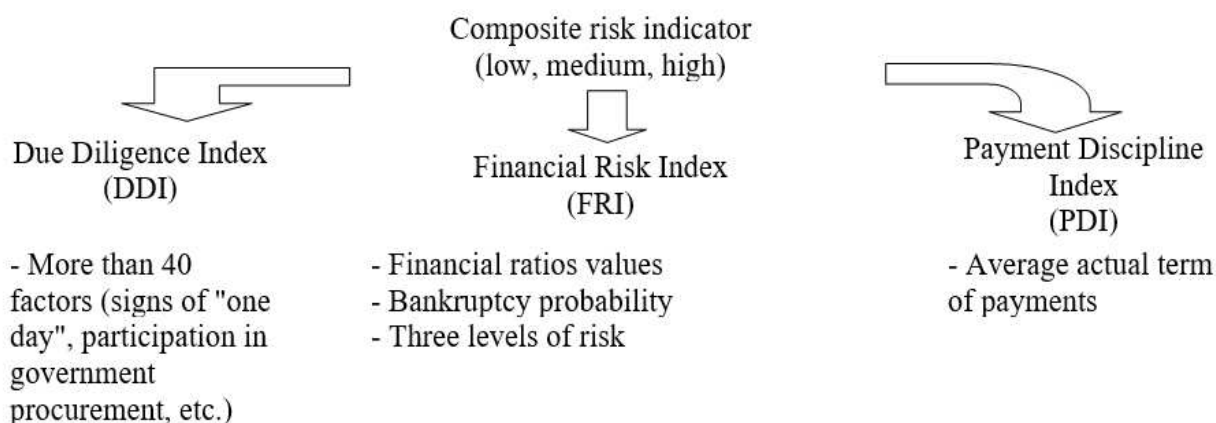 Composite risk indicator
(low, medium, high)
Due Diligence Index
(DDI)
- More than 40
factors (signs of "one
day", participation in
government
procurement, etc.)
Financial Risk Index
(FRI)
- Financial ratios values
- Bankruptcy probability
- Three levels of risk
Payment Discipline
Index
(PDI)
- Average actual term
of payments